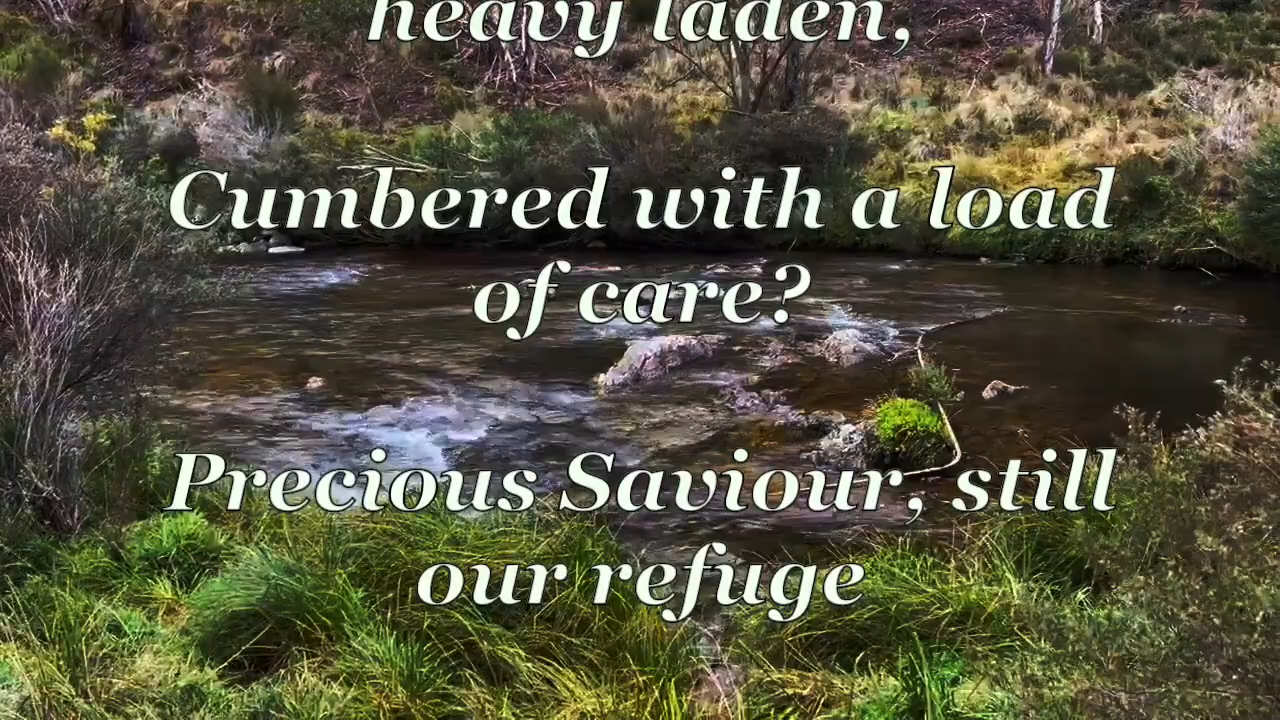 heavy laden,
Cumbered with a load
of care?
Precious Saviour, still
our refuge